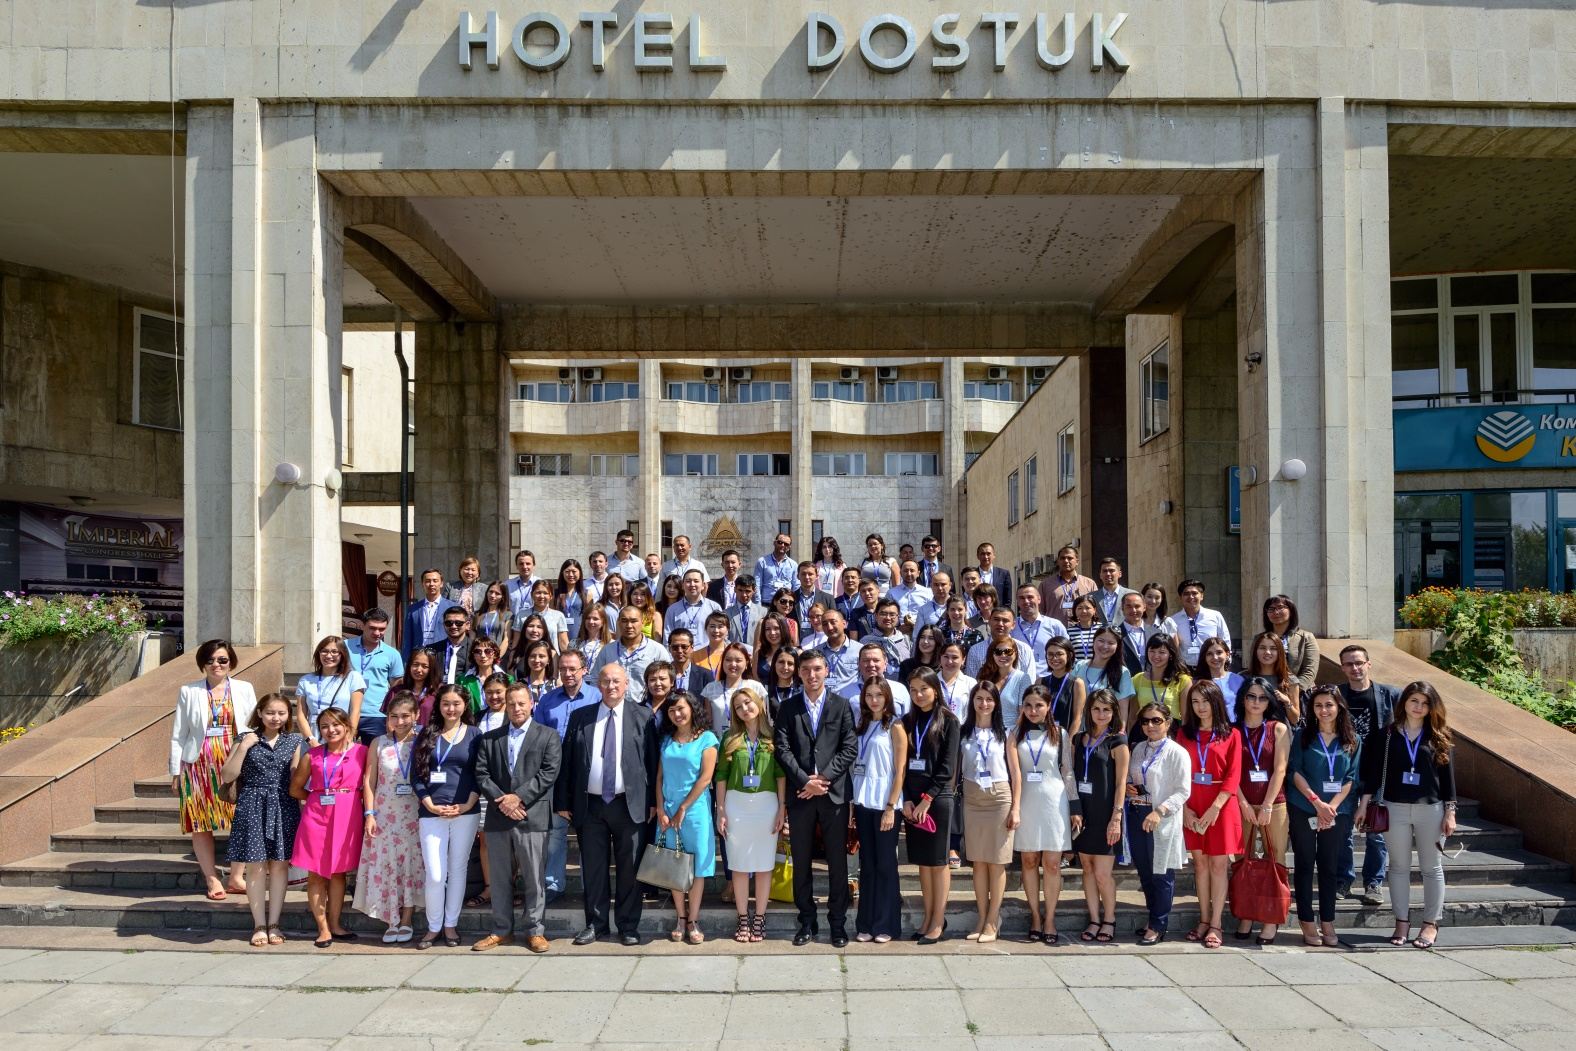 HOTEL DOSTUK
IMPERIAL
CONGRESS HALL
Ком
К